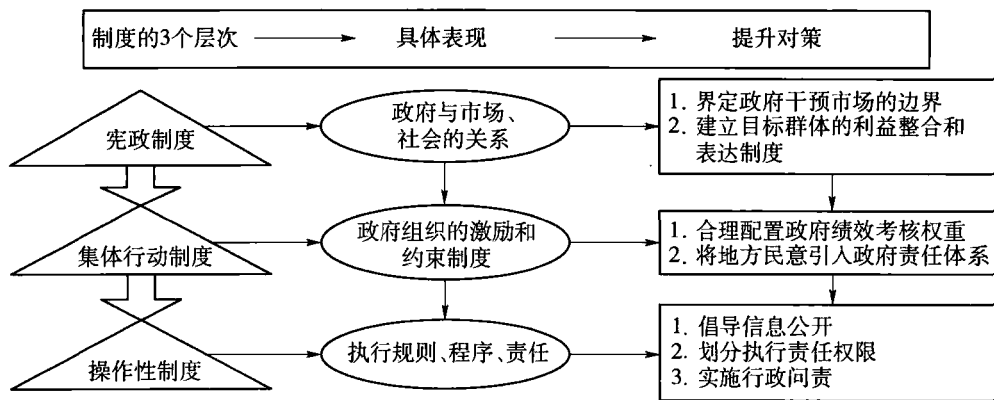 制度的3个层次 具体表现 提升对策
宪政制度
政府与市场、
社会的关系
1. 界定政府干预市场的边界
2. 建立目标群体的利益整合和
表达制度
集体行动制度
政府组织的激励和
约束制度
1. 合理配置政府绩效考核权重
2. 将地方民意引入政府责任体系
操作性制度
执行规则、程序、责任
1. 倡导信息公开
2. 划分执行责任权限
3. 实施行政问责